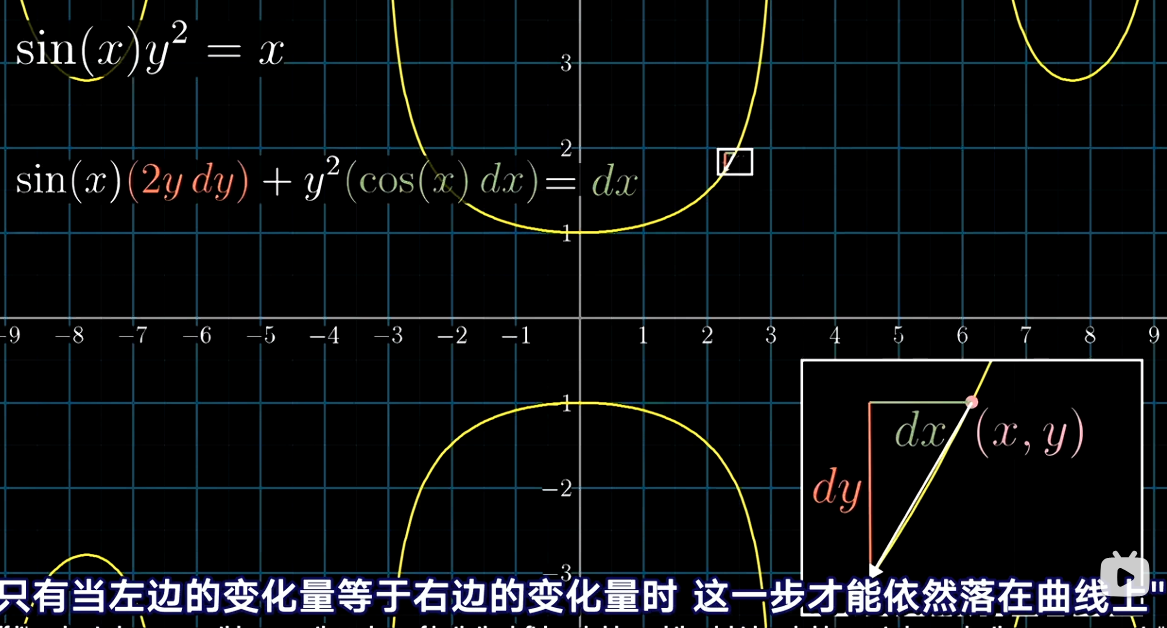 sin(x)y² = x
3
2
sin(x)(2y dy) + y²(cos(x) dx) = dx
1
-9 -8 -7 -6 -5 -4 -3 -2 -1 1 2 3 4 5 6 7 8 9
1
dx (x, y)
dy
-2
-3
只有当左边的变化量等于右边的变化量时 这一步才能依然落在曲线上"